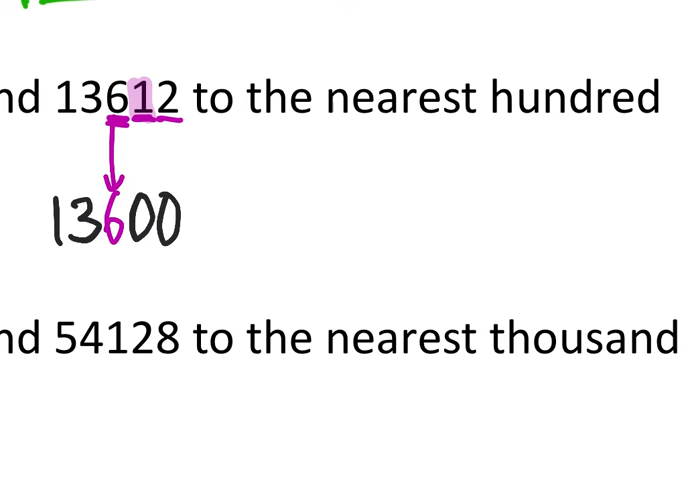 nd 13612 to the nearest hundred
13600
nd 54128 to the nearest thousand